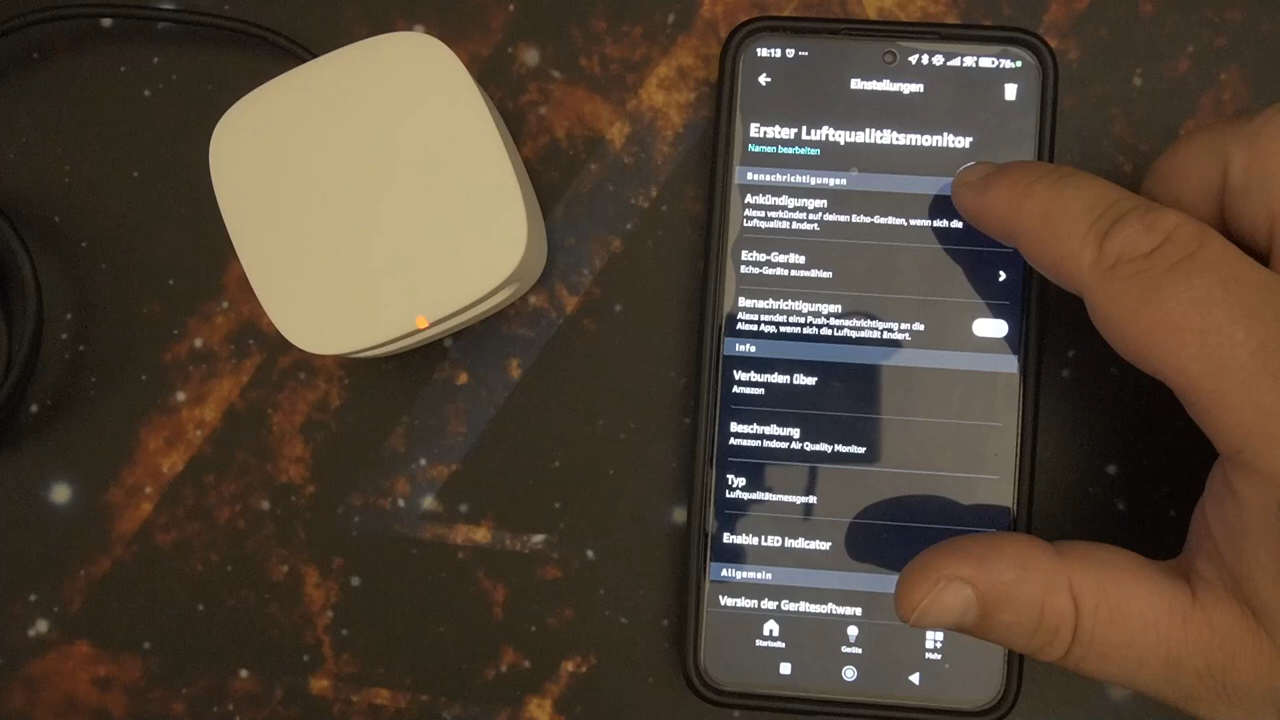 18:13
76
Einstellungen
Erster Luftqualitätsmonitor
Namen bearbeiten
Benachrichtigungen
Ankündigungen
Alexa verkündet auf deinen Echo-Geräten, wenn sich die
Luftqualität ändert.
Echo-Geräte
Echo-Geräte auswählen
Benachrichtigungen
Alexa sendet eine Push-Benachrichtigung an die
Alexa App, wenn sich die Luftqualität ändert.
Info
Verbunden über
Amazon
Beschreibung
Amazon Indoor Air Quality Monitor
Typ
Luftqualitätsmessgerät
Enable LED Indicator
Allgemein
Version der Gerätesoftware
Startseite
Geräte
Mehr